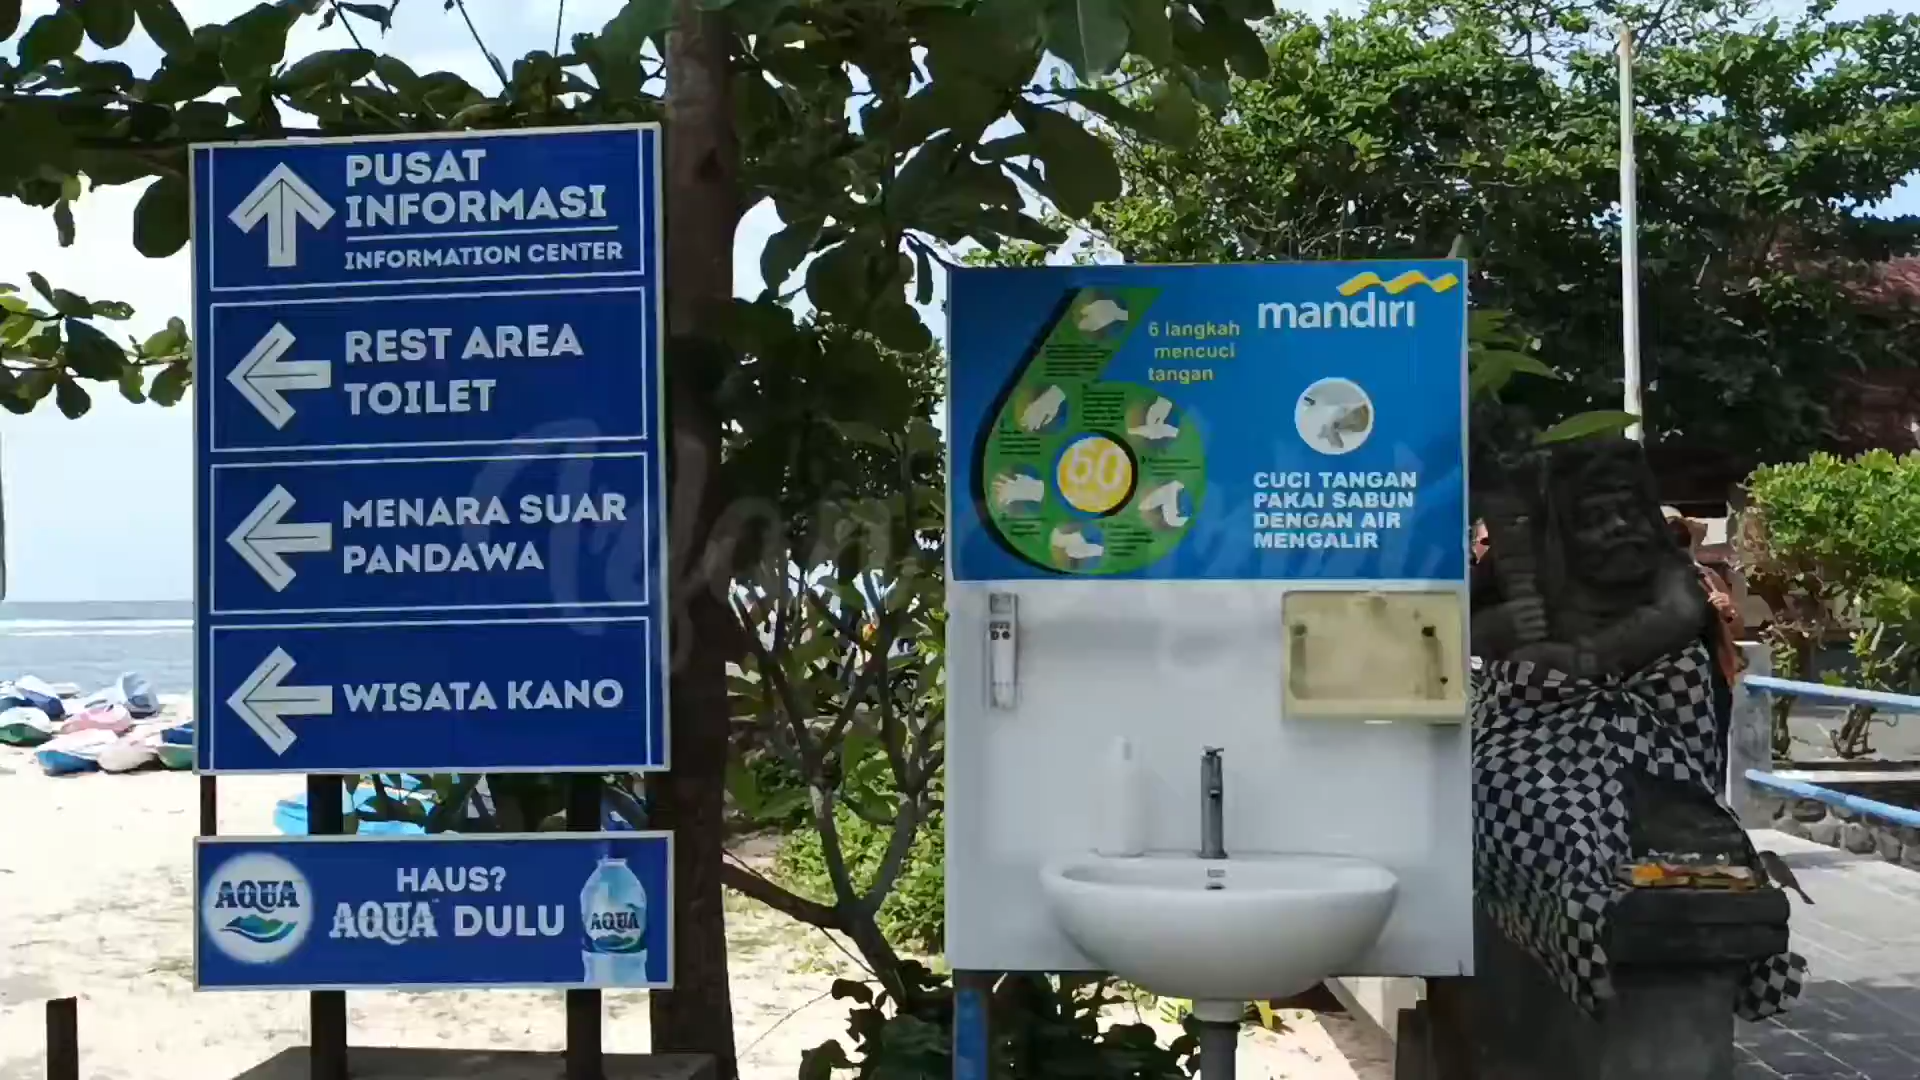 PUSAT
INFORMASI
INFORMATION CENTER
REST AREA
TOILET
MENARA SUAR
PANDAWA
WISATA KANO
AQUA
HAUS?
AQUA DULU
AQUA
mandiri
6 langkah
mencuci
tangan
60
CUCI TANGAN
PAKAI SABUN
DENGAN AIR
MENGALIR